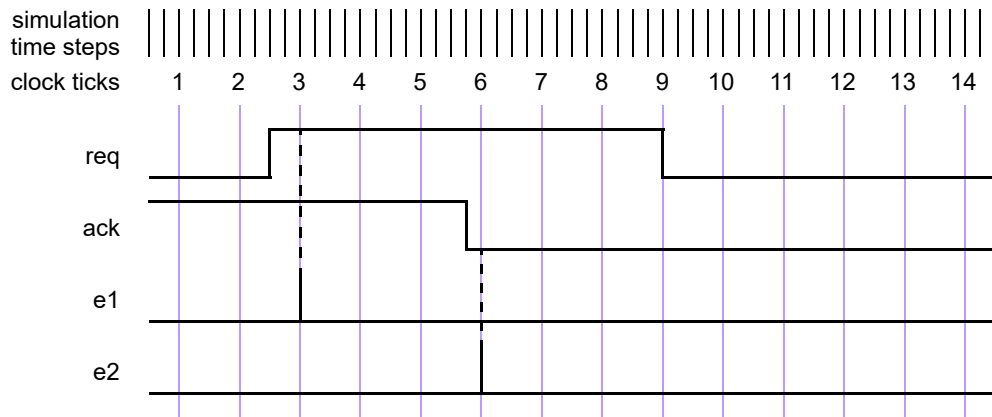 simulation
time steps
clock ticks 1 2 3 4 5 6 7 8 9 10 11 12 13 14
req
ack
e1
e2